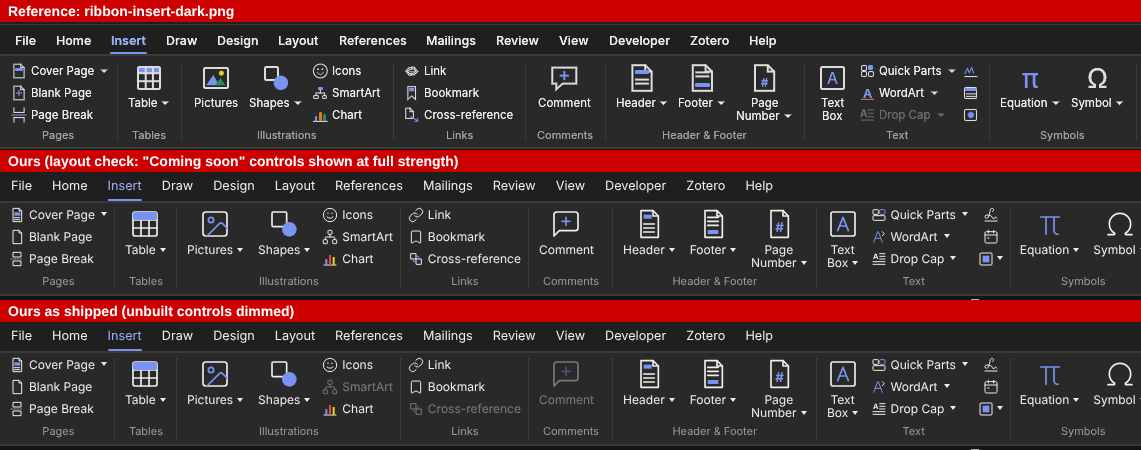 Reference: ribbon-insert-dark.png
File Home Insert Draw Design Layout References Mailings Review View Developer Zotero Help
Cover Page Quick Parts Icons Link
Blank Page Table Pictures Shapes SmartArt Bookmark Comment Header Footer Page Number Text Box WordArt Equation Symbol
Page Break Chart Cross-reference Drop Cap
Pages Tables Illustrations Links Comments Header & Footer Text Symbols
Ours (layout check: "Coming soon" controls shown at full strength)
File Home Insert Draw Design Layout References Mailings Review View Developer Zotero Help
Cover Page Icons Link Quick Parts
Blank Page Table Pictures Shapes SmartArt Bookmark Comment Header Footer Page Number Text Box WordArt Equation Symbol
Page Break Chart Cross-reference Drop Cap
Pages Tables Illustrations Links Comments Header & Footer Text Symbols
Ours as shipped (unbuilt controls dimmed)
File Home Insert Draw Design Layout References Mailings Review View Developer Zotero Help
Cover Page Icons Link Quick Parts
Blank Page Table Pictures Shapes SmartArt Bookmark Comment Header Footer Page Number Text Box WordArt Equation Symbol
Page Break Chart Cross-reference Drop Cap
Pages Tables Illustrations Links Comments Header & Footer Text Symbols